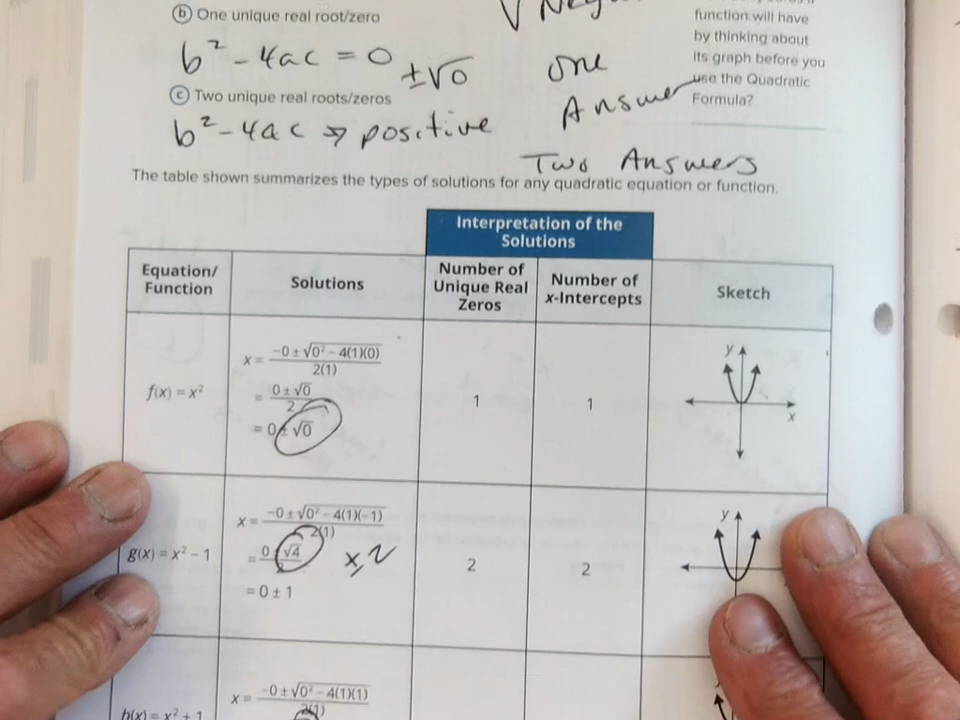 function will have
b One unique real root/zero
by thinking about
b² - 4ac = 0 ±√0 one
its graph before you
use the Quadratic
c Two unique real roots/zeros
Answer
Formula?
b² - 4ac ⇒ positive
Two Answers
The table shown summarizes the types of solutions for any quadratic equation or function.
Interpretation of the
Solutions
Equation/
Function
Solutions
Number of
Unique Real
Zeros
Number of
x-Intercepts
Sketch
f(x) = x²
x = (-0 ± √(0² - 4(1)(0)))/2(1)
= (0 ± √0)/2
= 0 ± √0
1
1
y
x
g(x) = x² - 1
x = (-0 ± √(0² - 4(1)(-1)))/2(1)
= (0 ± √4)/2
= 0 ± 1
2
2
y
h(x) = x² + 1
x = (-0 ± √(0² - 4(1)(1)))/2(1)